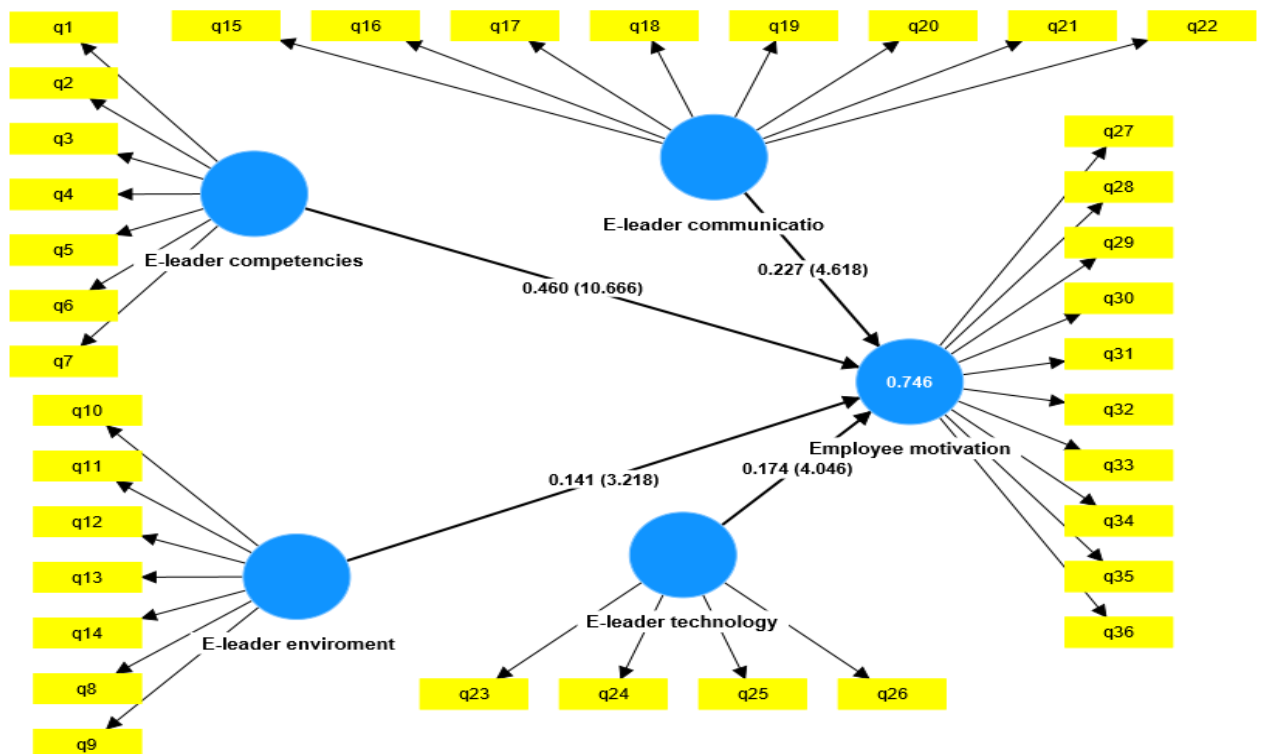 q1
q2
q3
q4
q5
q6
q7
E-leader competencies
q15
q16
q17
q18
q19
q20
q21
q22
E-leader communicatio
0.460 (10.666)
0.227 (4.618)
q27
q28
q29
q30
q31
q32
q33
q34
q35
q36
0.746
Employee motivation
q10
q11
q12
q13
q14
q8
q9
E-leader enviroment
0.141 (3.218)
0.174 (4.046)
E-leader technology
q23
q24
q25
q26